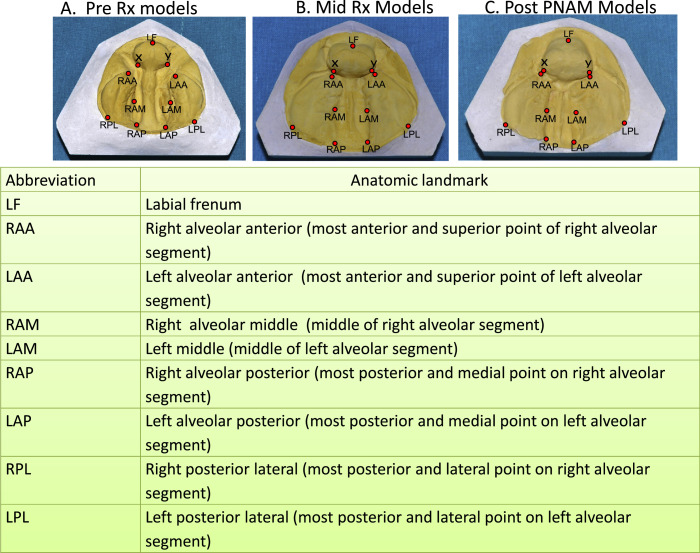 A. Pre Rx models
B. Mid Rx Models
C. Post PNAM Models
LF
x y
RAA LAA
RAM LAM
RPL LPL
RAP LAP
LF
x y
RAA LAA
RAM LAM
RPL LPL
RAP LAP
LF
x y
RAA LAA
RAM LAM
RPL LPL
RAP LAP
Abbreviation Anatomic landmark
LF Labial frenum
RAA Right alveolar anterior (most anterior and superior point of right alveolar
segment)
LAA Left alveolar anterior (most anterior and superior point of left alveolar
segment)
RAM Right alveolar middle (middle of right alveolar segment)
LAM Left middle (middle of left alveolar segment)
RAP Right alveolar posterior (most posterior and medial point on right alveolar
segment)
LAP Left alveolar posterior (most posterior and medial point on left alveolar
segment)
RPL Right posterior lateral (most posterior and lateral point on right alveolar
segment)
LPL Left posterior lateral (most posterior and lateral point on left alveolar
segment)